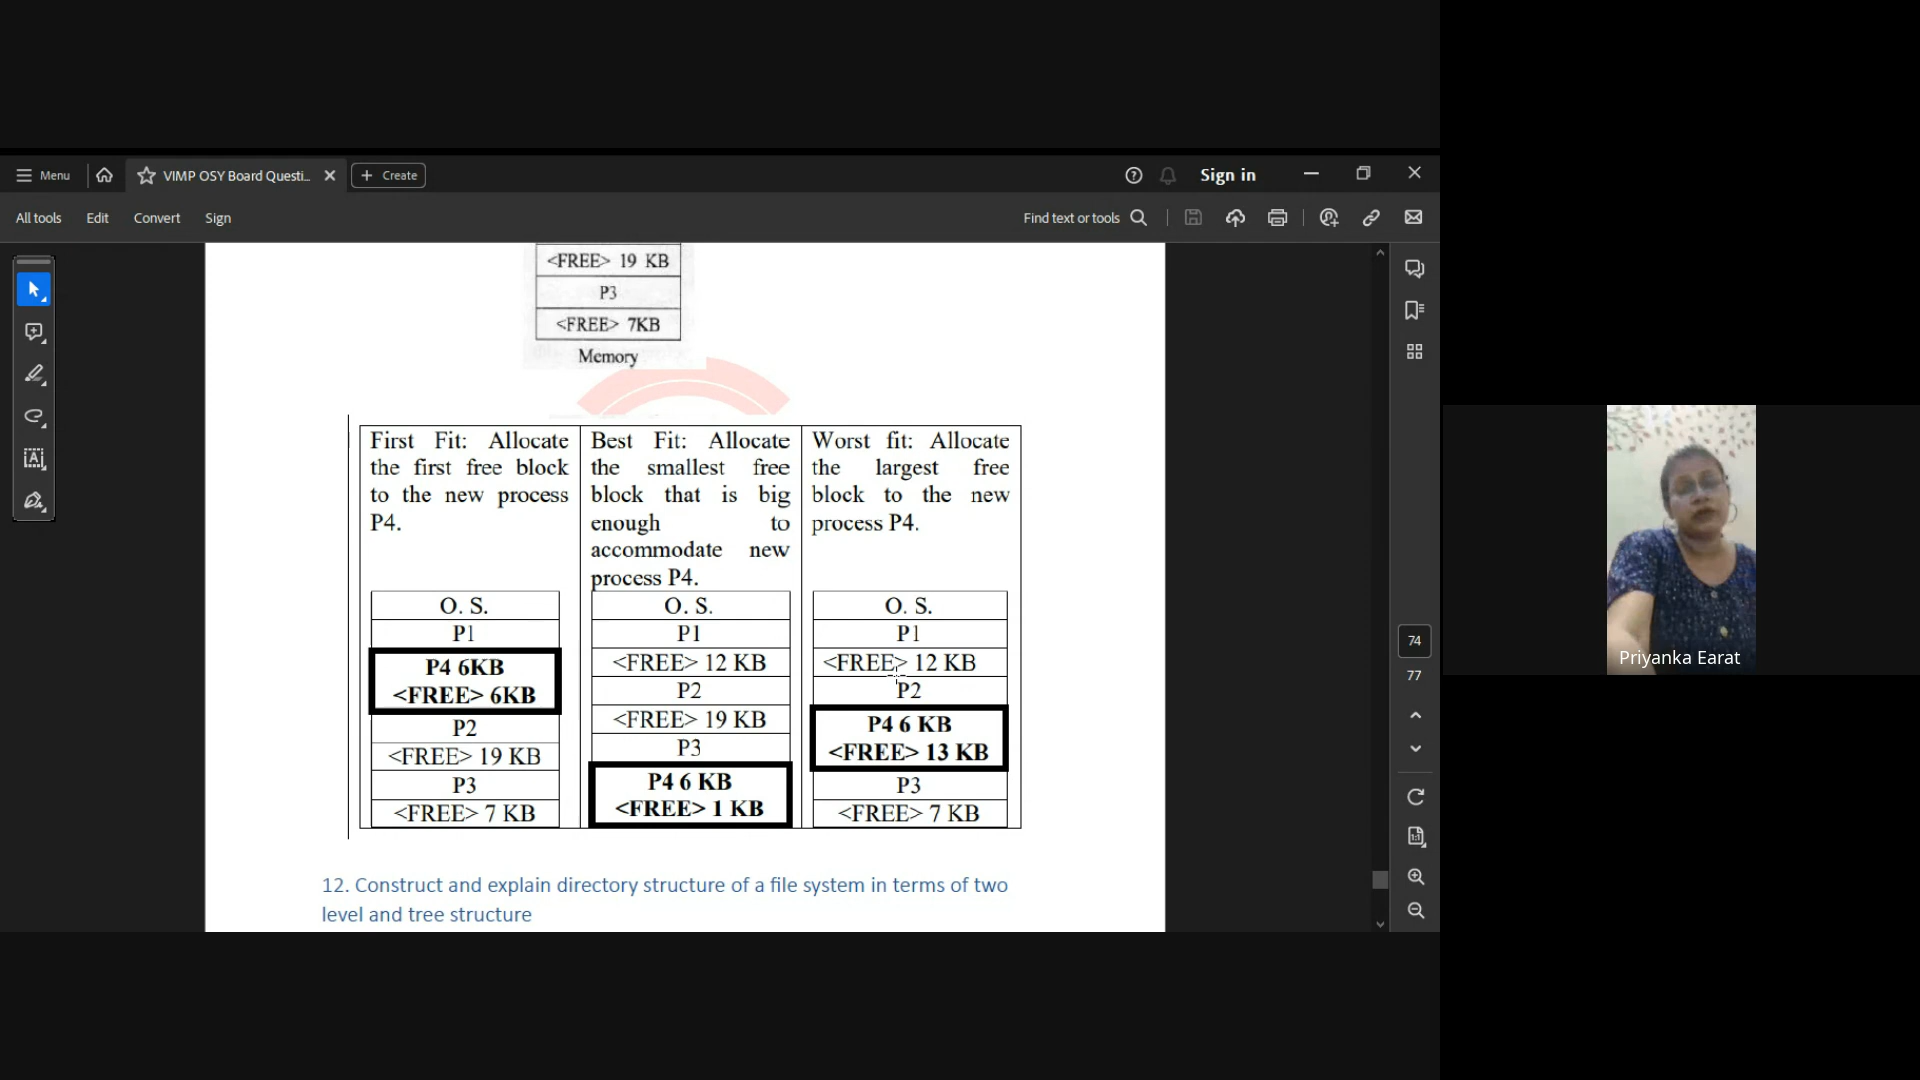 Menu
VIMP OSY Board Questi...
Create
Sign in
All tools
Edit
Convert
Sign
Find text or tools
<FREE> 19 KB
P3
<FREE> 7KB
Memory
First Fit: Allocate
the first free block
to the new process
P4.
O. S.
P1
P4 6KB
<FREE> 6KB
P2
<FREE> 19 KB
P3
<FREE> 7 KB
Best Fit: Allocate
the smallest free
block that is big
enough to
accommodate new
process P4.
O. S.
P1
<FREE> 12 KB
P2
<FREE> 19 KB
P3
P4 6 KB
<FREE> 1 KB
Worst fit: Allocate
the largest free
block to the new
process P4.
O. S.
P1
<FREE> 12 KB
P2
P4 6 KB
<FREE> 13 KB
P3
<FREE> 7 KB
12. Construct and explain directory structure of a file system in terms of two
level and tree structure
74
77
Priyanka Earat